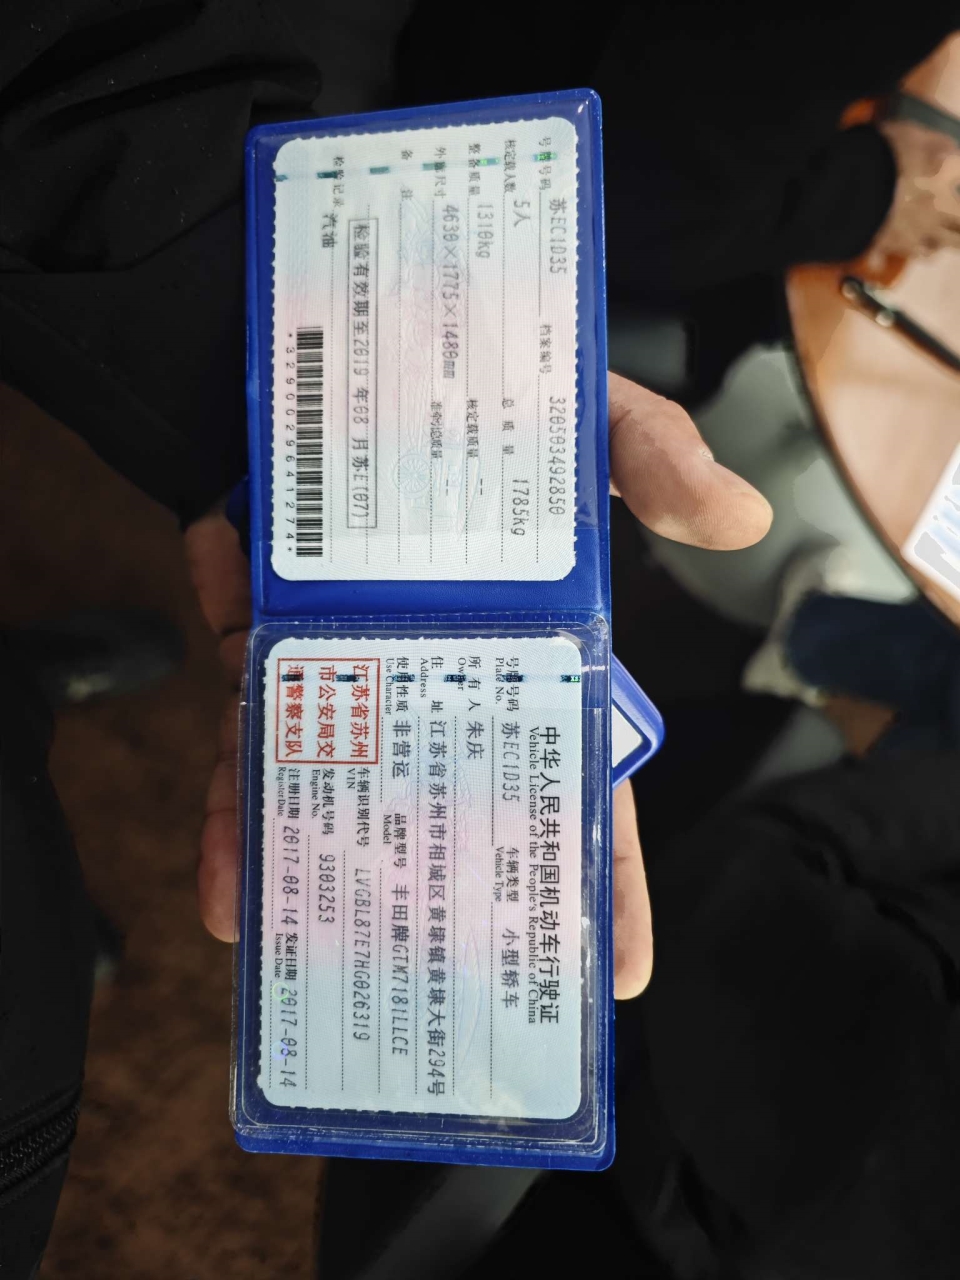 中华人民共和国机动车行驶证
Vehicle License of the People's Republic of China
号牌号码 苏EC1D35 车辆类型 小型轿车
Plate No. Vehicle Type
所有人 朱庆
Owner
住址 江苏省苏州市相城区黄埭镇黄埭大街294号
Address
使用性质 非营运 品牌型号 丰田牌GTM7181LLCE
Use Character Model
江苏省苏州
市公安局交
通警察支队
车辆识别代号 LVGBL87E7HG026319
VIN
发动机号码 9303253
Engine No.
注册日期 2017-08-14 发证日期 2017-08-14
Register Date Issue Date
号牌号码 苏EC1D35 档案编号 320503492850
核定载人数 5人 总质量 1785kg
整备质量 1310kg 核定载质量 --
外廓尺寸 4630×1775×1480mm 准牵引总质量 --
备注
检验有效期至2019年08月苏E(07)
检验记录 汽油
*3290029641274*